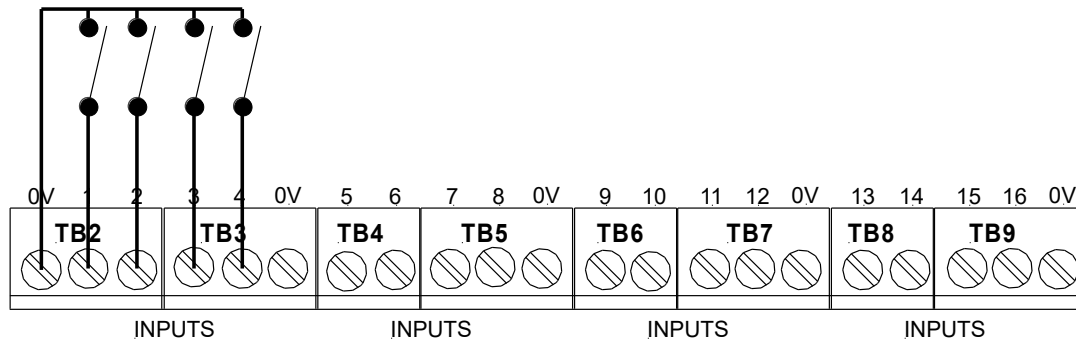 0V 1 2 3 4 0V 5 6 7 8 0V 9 10 11 12 0V 13 14 15 16 0V
TB2 TB3 TB4 TB5 TB6 TB7 TB8 TB9
INPUTS INPUTS INPUTS INPUTS